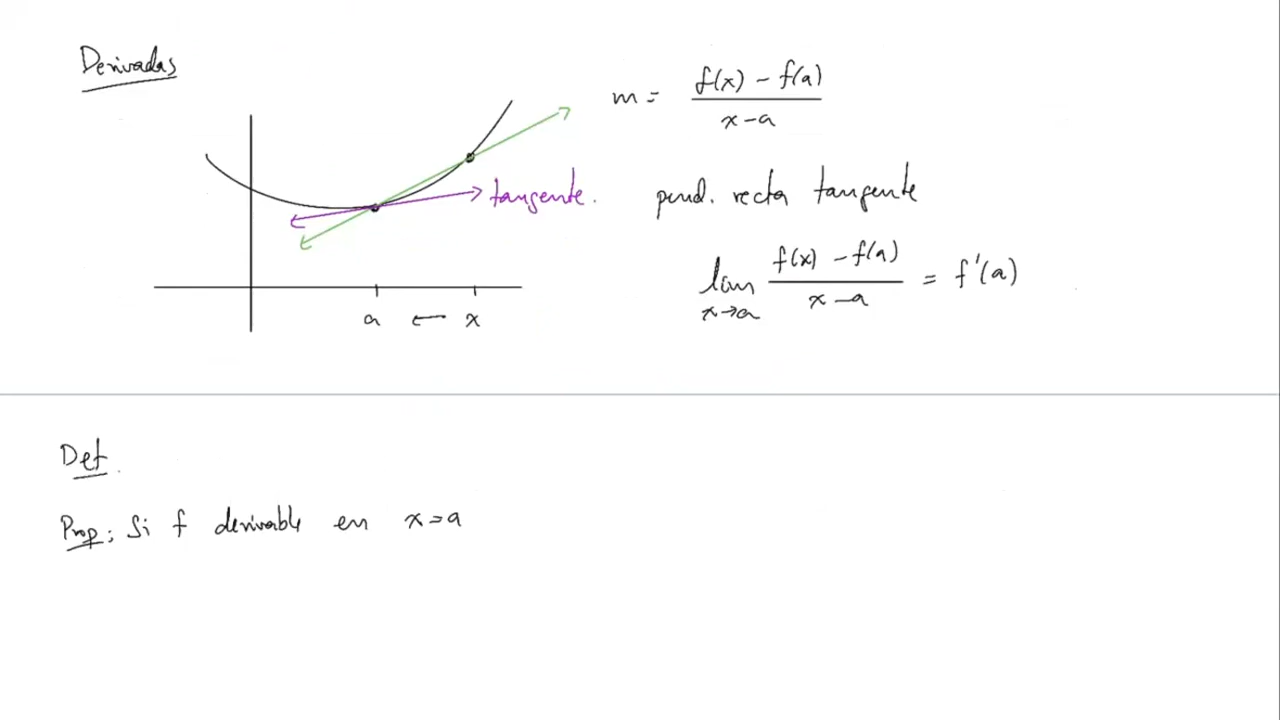 Derivadas
m = f(x) - f(a) / x-a
tangente.
pend. recta tangente
lim x→a f(x) - f(a) / x-a = f'(a)
a ← x
Def.
Prop: Si f derivable en x=a